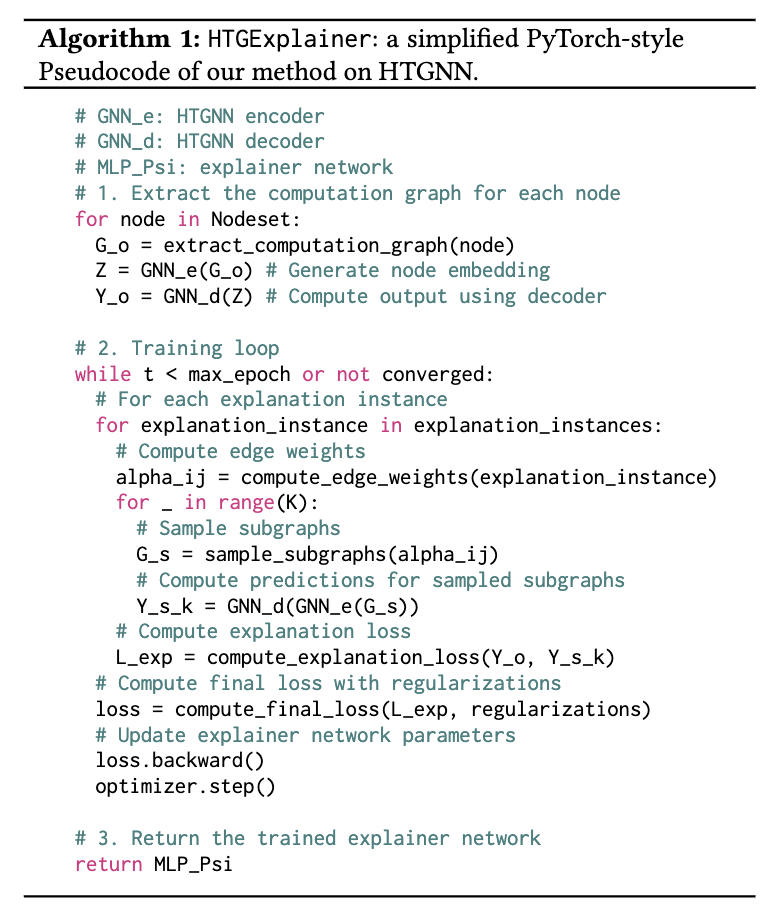 Algorithm 1: HTGExplainer: a simplified PyTorch-style
Pseudocode of our method on HTGNN.
# GNN_e: HTGNN encoder
# GNN_d: HTGNN decoder
# MLP_Psi: explainer network
# 1. Extract the computation graph for each node
for node in Nodeset:
G_o = extract_computation_graph(node)
Z = GNN_e(G_o) # Generate node embedding
Y_o = GNN_d(Z) # Compute output using decoder
# 2. Training loop
while t < max_epoch or not converged:
# For each explanation instance
for explanation_instance in explanation_instances:
# Compute edge weights
alpha_ij = compute_edge_weights(explanation_instance)
for _ in range(K):
# Sample subgraphs
G_s = sample_subgraphs(alpha_ij)
# Compute predictions for sampled subgraphs
Y_s_k = GNN_d(GNN_e(G_s))
# Compute explanation loss
L_exp = compute_explanation_loss(Y_o, Y_s_k)
# Compute final loss with regularizations
loss = compute_final_loss(L_exp, regularizations)
# Update explainer network parameters
loss.backward()
optimizer.step()
# 3. Return the trained explainer network
return MLP_Psi